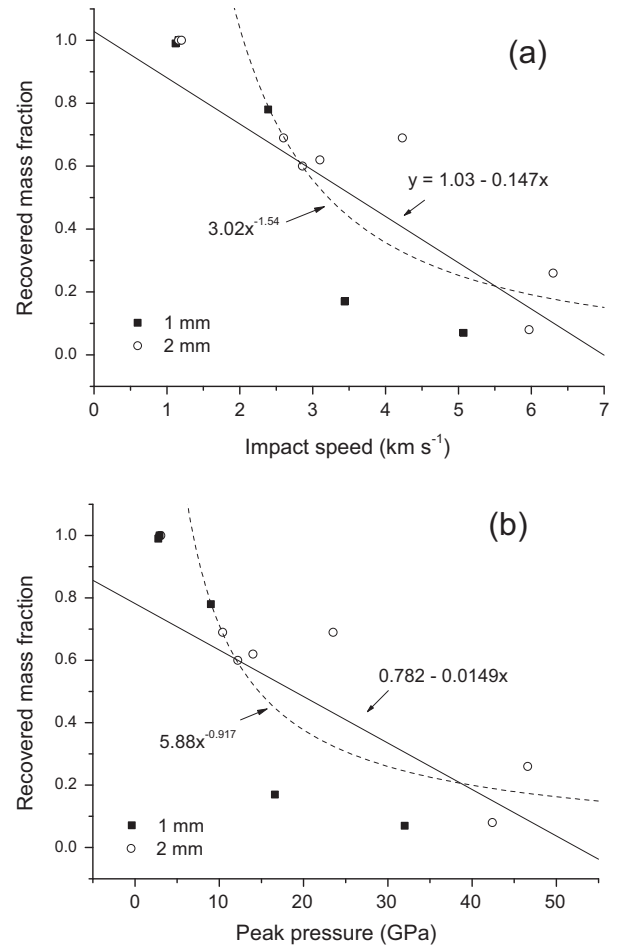 (a)
1.0
0.8
0.6
0.4
0.2
0.0
Recovered mass fraction
y = 1.03 - 0.147x
3.02x^-1.54
1 mm
2 mm
0 1 2 3 4 5 6 7
Impact speed (km s^-1)
(b)
1.0
0.8
0.6
0.4
0.2
0.0
Recovered mass fraction
0.782 - 0.0149x
5.88x^-0.917
1 mm
2 mm
0 10 20 30 40 50
Peak pressure (GPa)